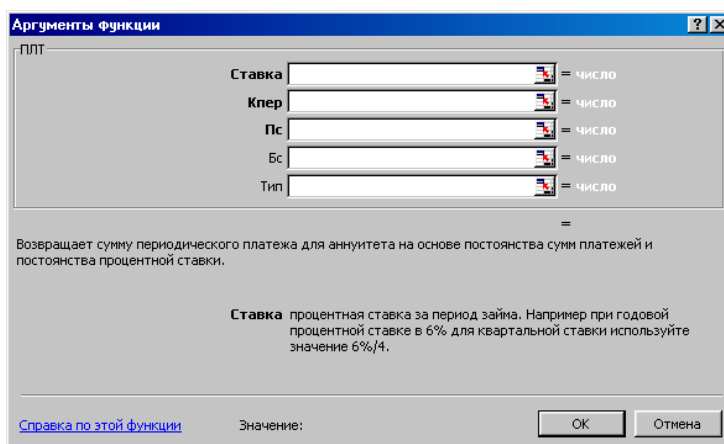 Аргументы функции
ПЛТ
Ставка = число
Кпер = число
Пс = число
Бс = число
Тип = число
=
Возвращает сумму периодического платежа для аннуитета на основе постоянства сумм платежей и
постоянства процентной ставки.
Ставка процентная ставка за период займа. Например при годовой
процентной ставке в 6% для квартальной ставки используйте
значение 6%/4.
Справка по этой функции Значение: ОК Отмена